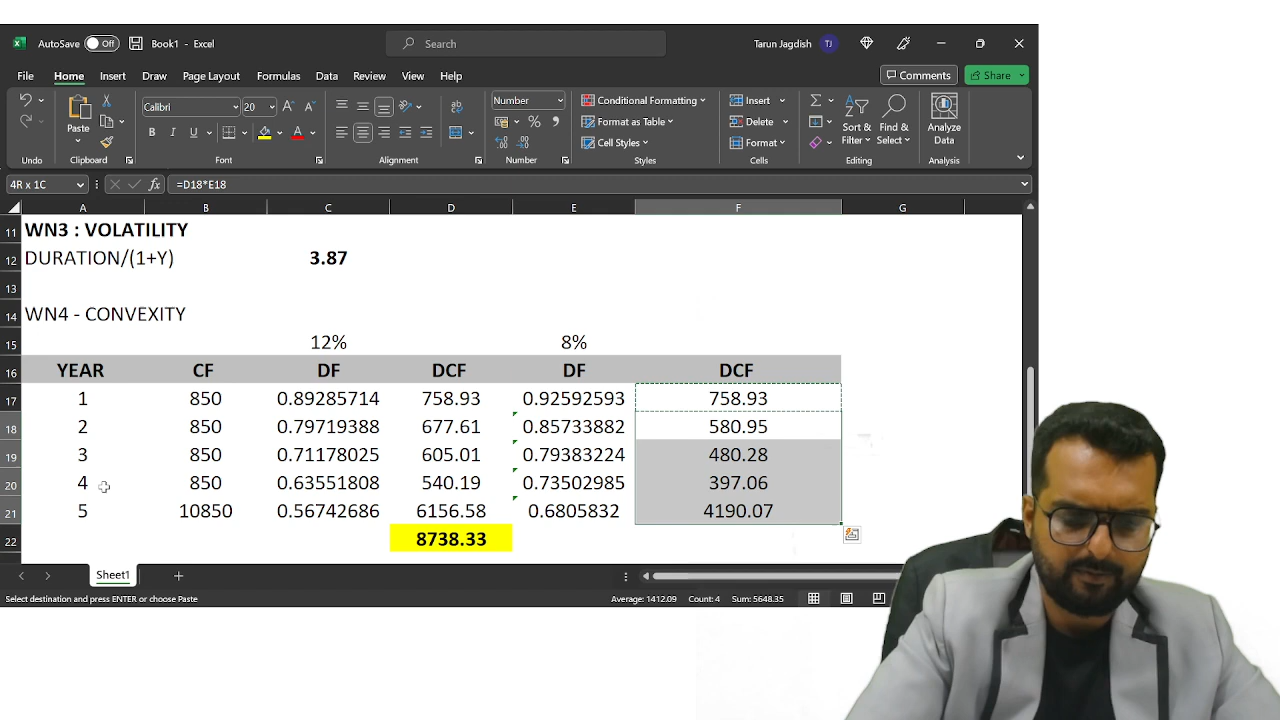 AutoSave Off Book1 - Excel Search Tarun Jagdish TJ
File Home Insert Draw Page Layout Formulas Data Review View Help Comments Share
Calibri 20 Number Conditional Formatting Insert
Paste B I U Format as Table Delete Sort & Find & Analyze
Cell Styles Format Filter Select Data
Undo Clipboard Font Alignment Number Styles Cells Editing Analysis
4R x 1C fx =D18*E18
A B C D E F G
11 WN3 : VOLATILITY
12 DURATION/(1+Y) 3.87
13
14 WN4 - CONVEXITY
15 12% 8%
16 YEAR CF DF DCF DF DCF
17 1 850 0.89285714 758.93 0.92592593 758.93
18 2 850 0.79719388 677.61 0.85733882 580.95
19 3 850 0.71178025 605.01 0.79383224 480.28
20 4 850 0.63551808 540.19 0.73502985 397.06
21 5 10850 0.56742686 6156.58 0.6805832 4190.07
22 8738.33
Sheet1
Select destination and press ENTER or choose Paste Average: 1412.09 Count: 4 Sum: 5648.35